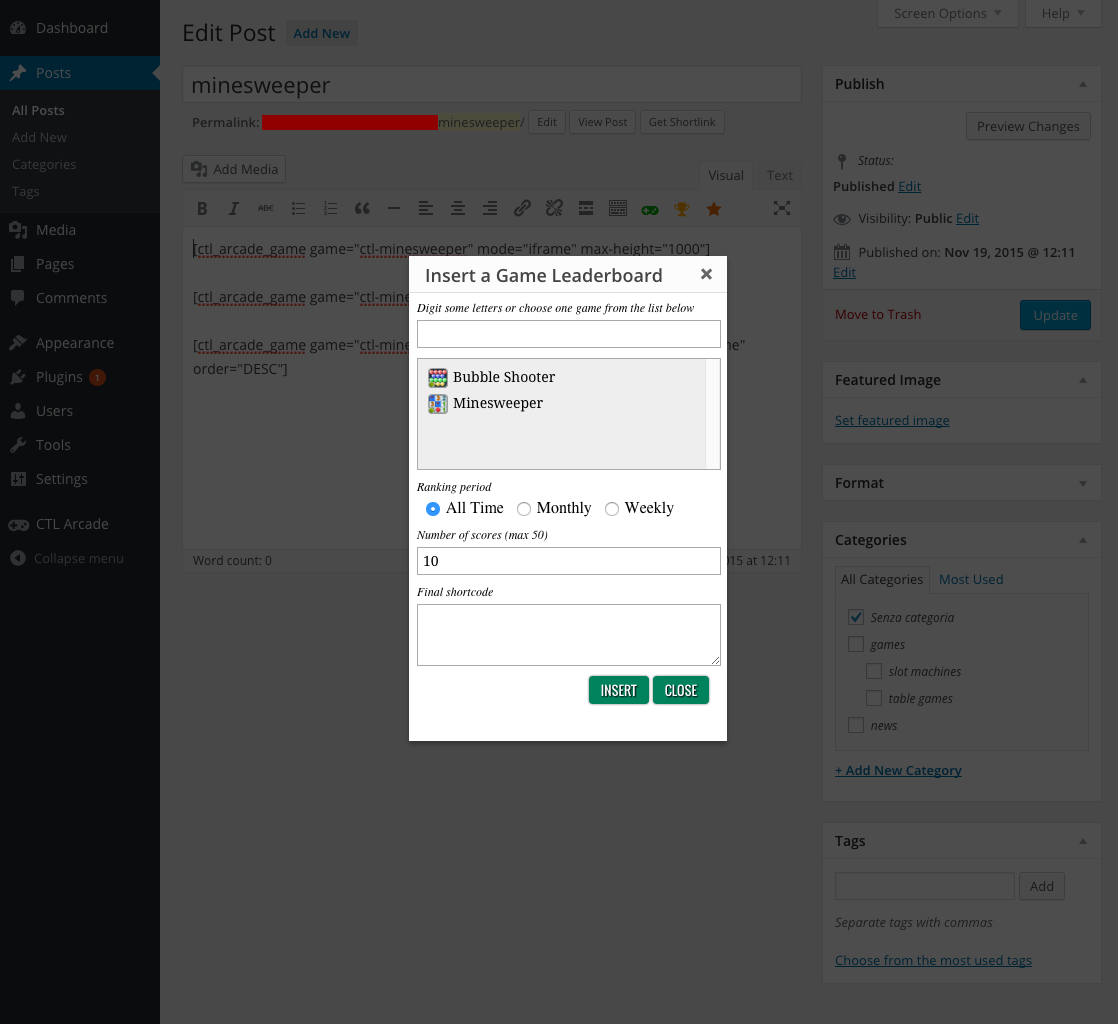 Dashboard
Posts
All Posts
Add New
Categories
Tags
Media
Pages
Comments
Appearance
Plugins 1
Users
Tools
Settings
CTL Arcade
Collapse menu
Screen Options
Help
Edit Post Add New
minesweeper
Permalink: minesweeper/ Edit View Post Get Shortlink
Add Media
Visual Text
B I ABC
[ctl_arcade_game game="ctl-minesweeper" mode="iframe" max-height="1000"]
[ctl_arcade_game game="ctl-mine
[ctl_arcade_game game="ctl-mine
me"
order="DESC"]
Word count: 0
015 at 12:11
Insert a Game Leaderboard
Digit some letters or choose one game from the list below
Bubble Shooter
Minesweeper
Ranking period
All Time Monthly Weekly
Number of scores (max 50)
10
Final shortcode
INSERT CLOSE
Publish
Preview Changes
Status:
Published Edit
Visibility: Public Edit
Published on: Nov 19, 2015 @ 12:11
Edit
Move to Trash
Update
Featured Image
Set featured image
Format
Categories
All Categories Most Used
Senza categoria
games
slot machines
table games
news
+ Add New Category
Tags
Add
Separate tags with commas
Choose from the most used tags